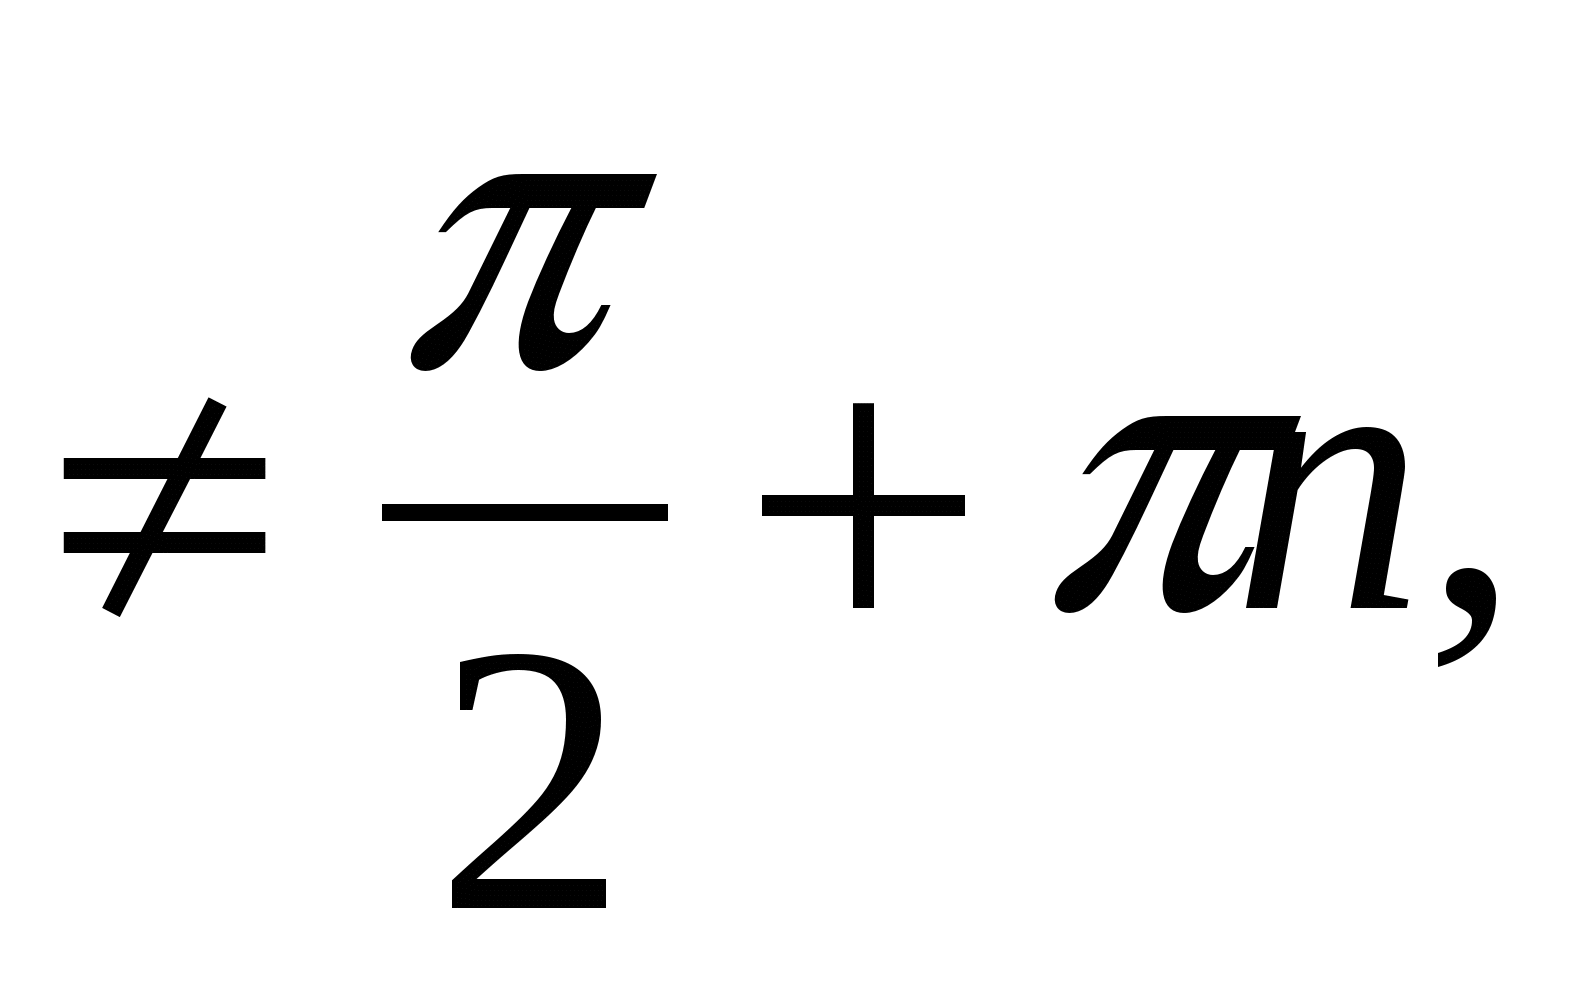 ≠ π/2 + πn,